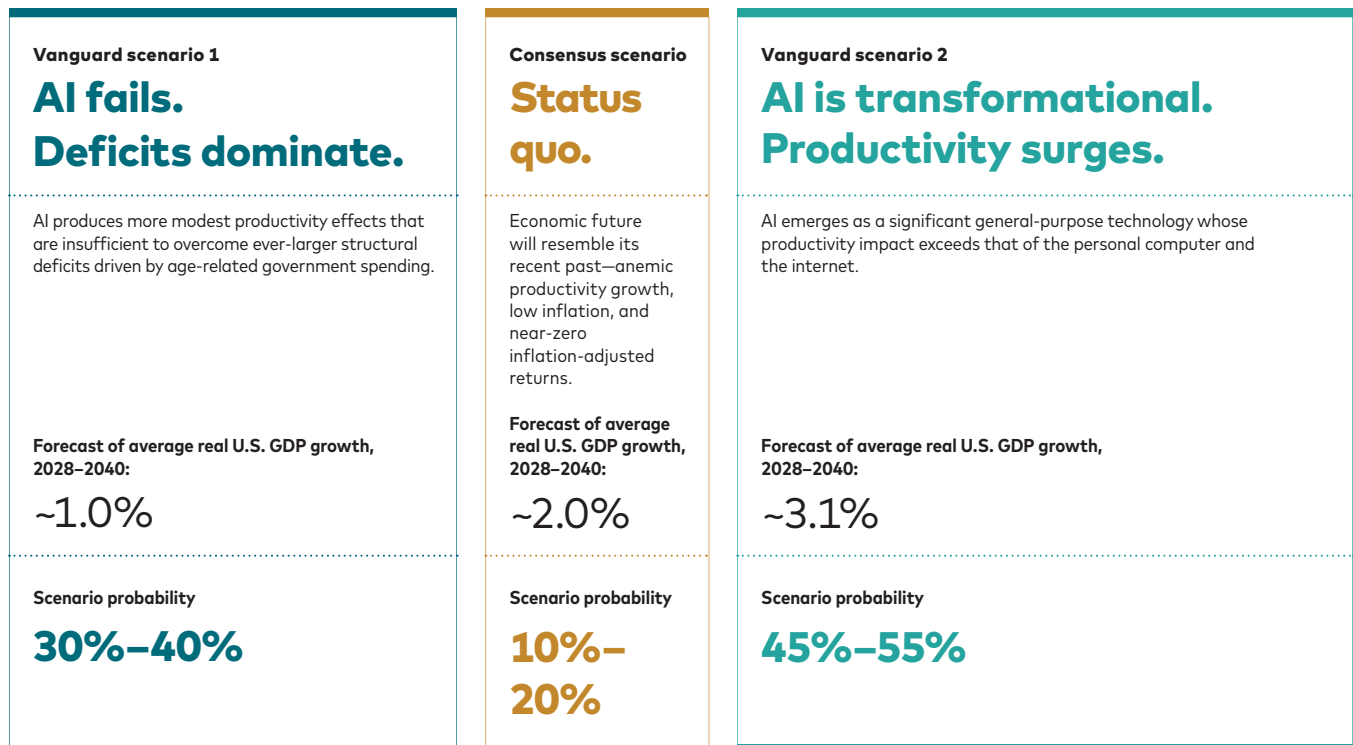 Vanguard scenario 1
AI fails.
Deficits dominate.
AI produces more modest productivity effects that
are insufficient to overcome ever-larger structural
deficits driven by age-related government spending.
Forecast of average real U.S. GDP growth,
2028–2040:
~1.0%
Scenario probability
30%–40%
Consensus scenario
Status
quo.
Economic future
will resemble its
recent past—anemic
productivity growth,
low inflation, and
near-zero
inflation-adjusted
returns.
Forecast of average
real U.S. GDP growth,
2028–2040:
~2.0%
Scenario probability
10%–
20%
Vanguard scenario 2
AI is transformational.
Productivity surges.
AI emerges as a significant general-purpose technology whose
productivity impact exceeds that of the personal computer and
the internet.
Forecast of average real U.S. GDP growth,
2028–2040:
~3.1%
Scenario probability
45%–55%